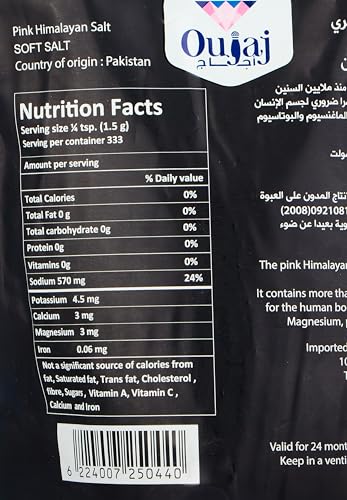 Pink Himalayan Salt
SOFT SALT
Country of origin : Pakistan
Oujaj
أجاج
Nutrition Facts
Serving size ¼ tsp. (1.5 g)
Serving per container 333
Amount per serving
% Daily value
Total Calories 0%
Total Fat 0 g 0%
Total carbohydrate 0g 0%
Protein 0g 0%
Vitamins 0g 0%
Sodium 570 mg 24%
Potassium 4.5 mg
Calcium 3 mg
Magnesium 3 mg
Iron 0.06 mg
Not a significant source of calories from
fat, Saturated fat, Trans fat, Cholesterol ,
fibre, Sugars, Vitamin A, Vitamin C ,
Calcium and Iron
6 224007 250440
منذ ملايين السنين
ضروري لجسم الإنسان
الماغنسيوم والبوتاسيوم
نتاج المدون على العبوة
(2008)
بعيدا عن ضوء
The pink Himalaya
It contains more tha
for the human bo
Magnesium,
Imported
Valid for 24 mont
Keep in a venti